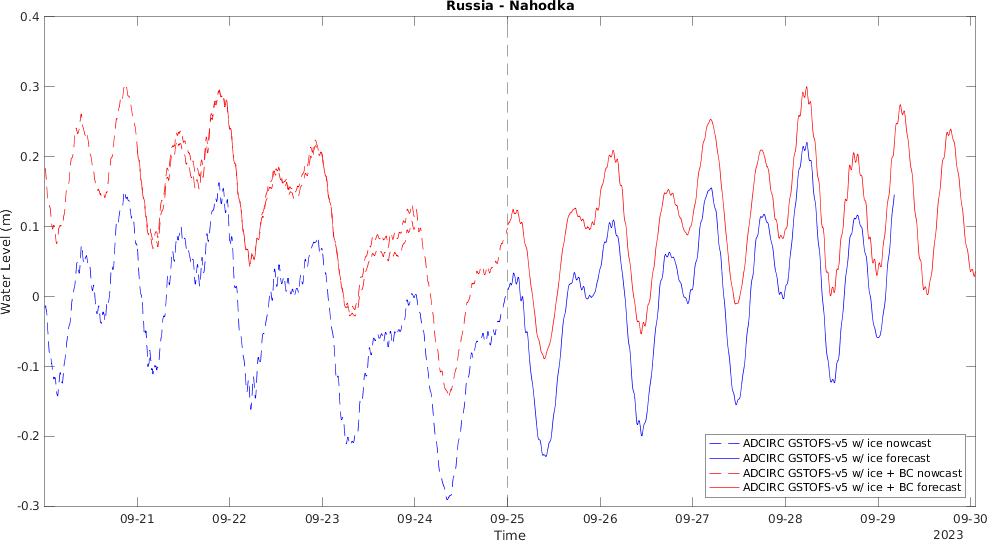 Russia - Nahodka
0.4
0.3
0.2
0.1
0
-0.1
-0.2
-0.3
Water Level (m)
ADCIRC GSTOFS-v5 w/ ice nowcast
ADCIRC GSTOFS-v5 w/ ice forecast
ADCIRC GSTOFS-v5 w/ ice + BC nowcast
ADCIRC GSTOFS-v5 w/ ice + BC forecast
09-21 09-22 09-23 09-24 09-25 09-26 09-27 09-28 09-29 09-30
Time
2023